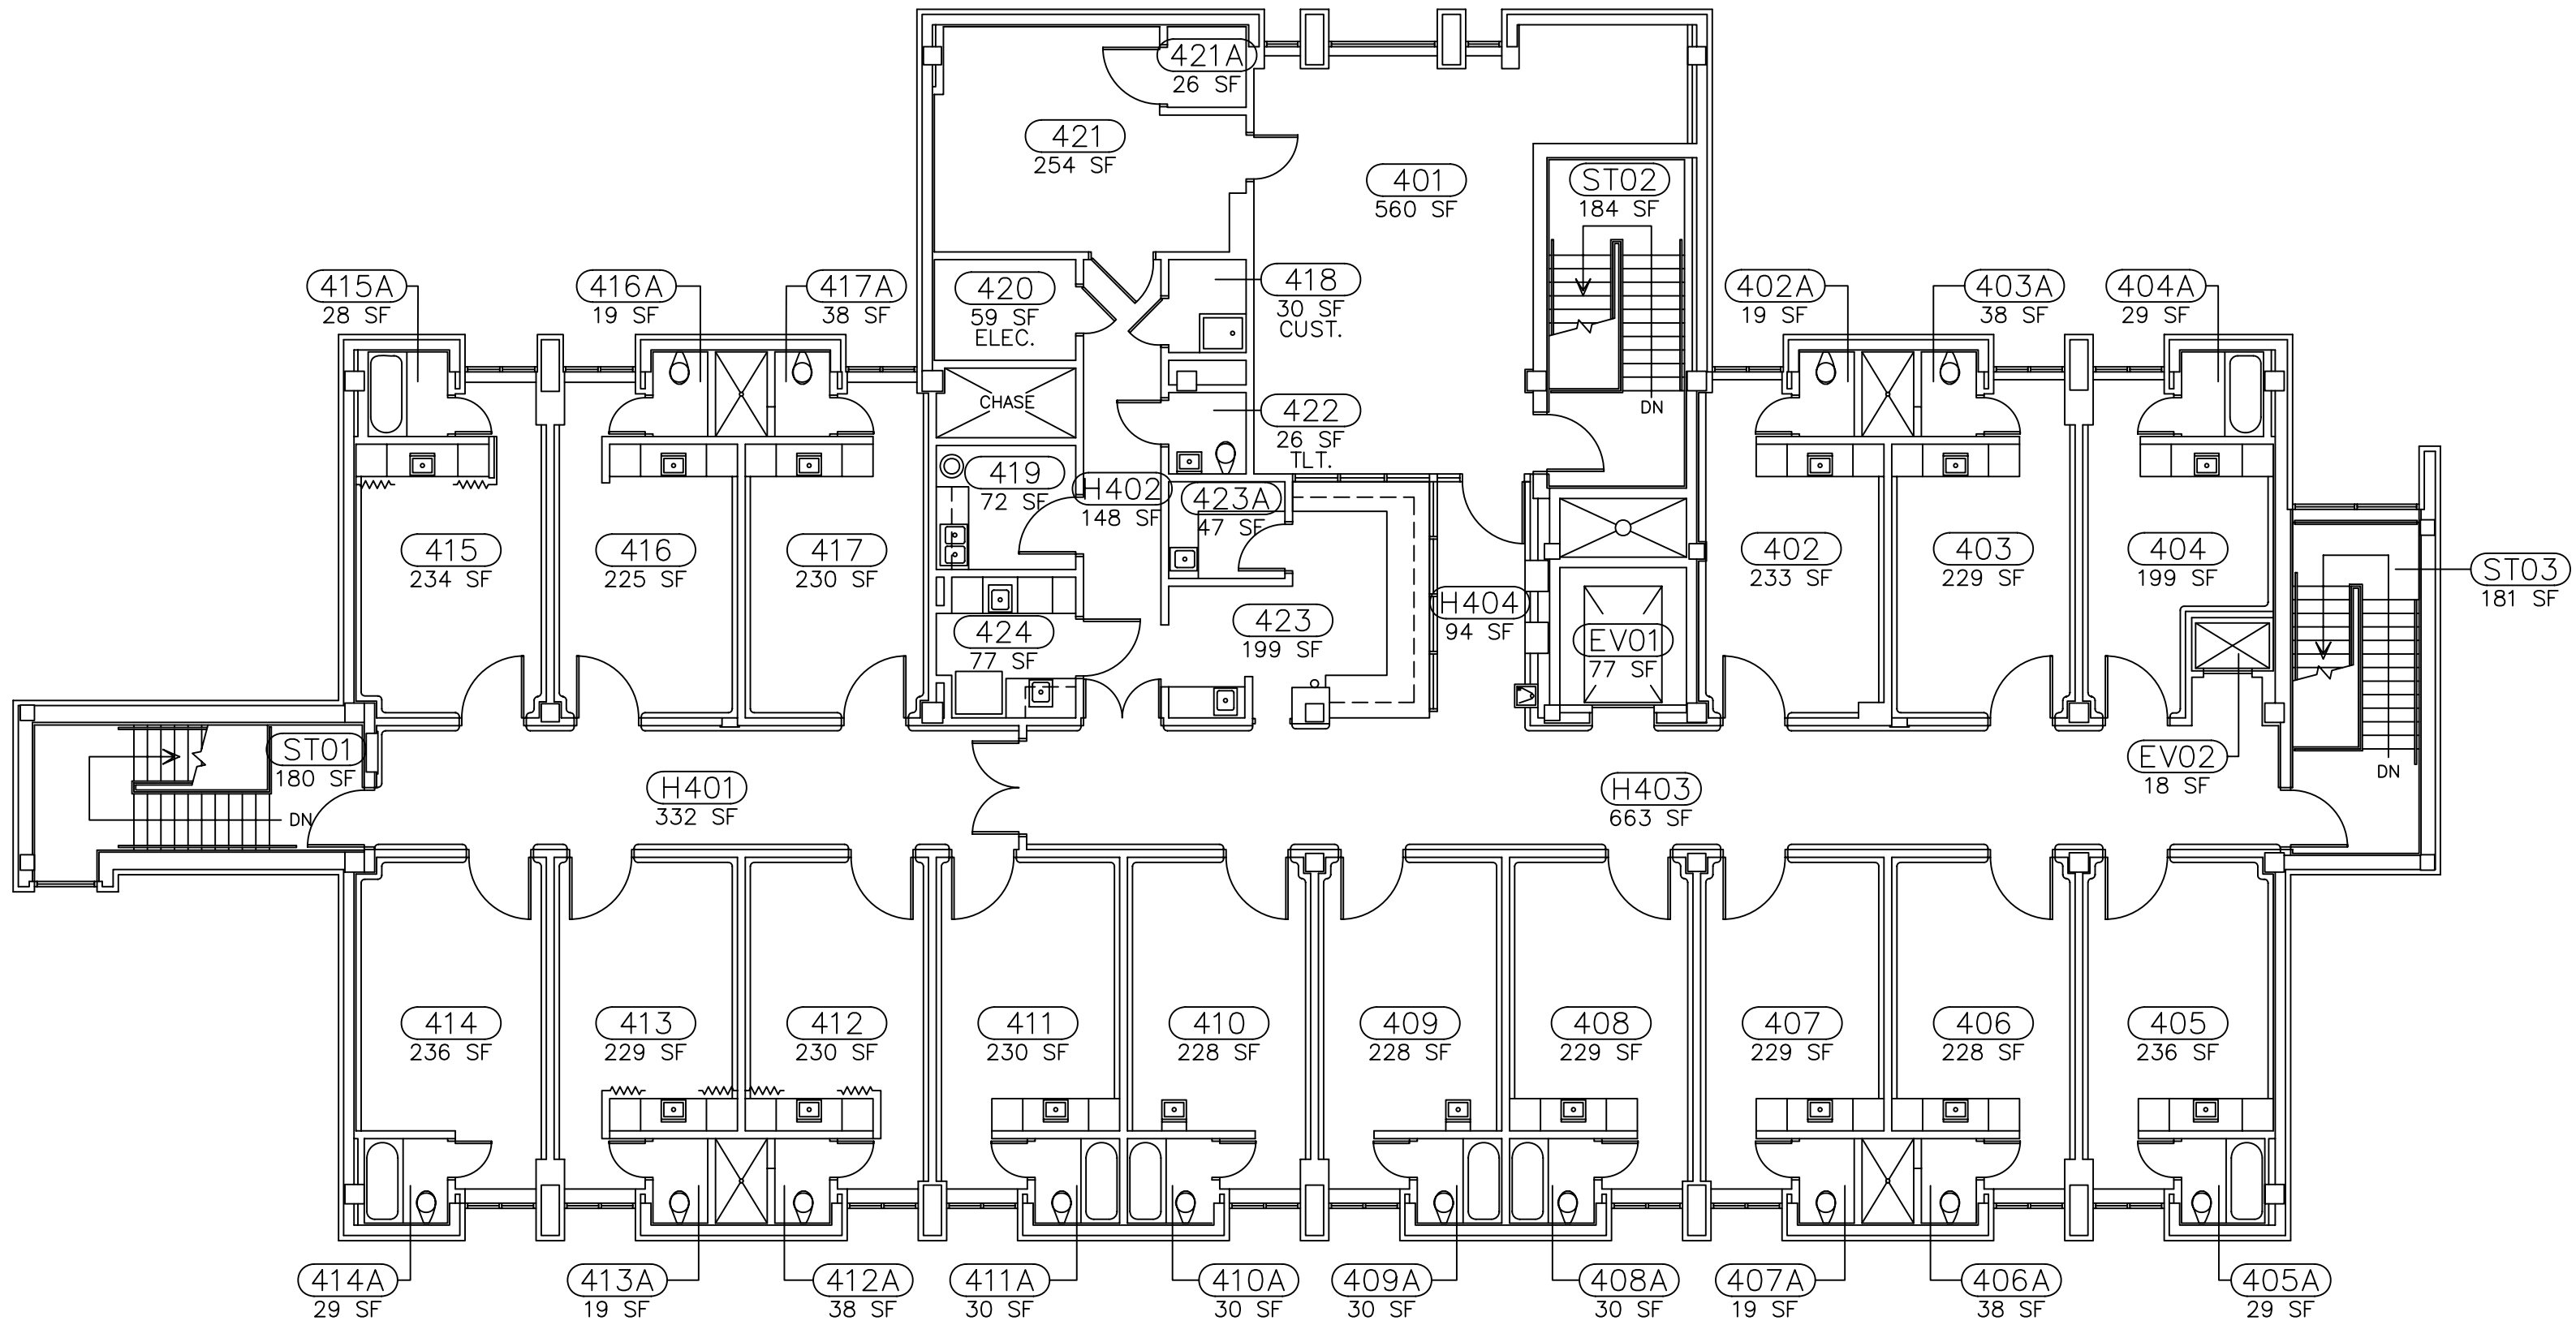 421A
26 SF
421
254 SF
401
560 SF
ST02
184 SF
415A
28 SF
416A
19 SF
417A
38 SF
420
59 SF
ELEC.
418
30 SF
CUST.
402A
19 SF
403A
38 SF
404A
29 SF
CHASE
422
26 SF
TLT.
DN
419
72 SF
H402
148 SF
423A
47 SF
415
234 SF
416
225 SF
417
230 SF
402
233 SF
403
229 SF
404
199 SF
ST03
181 SF
424
77 SF
423
199 SF
H404
94 SF
EV01
77 SF
ST01
180 SF
DN
H401
332 SF
H403
663 SF
EV02
18 SF
DN
414
236 SF
413
229 SF
412
230 SF
411
230 SF
410
228 SF
409
228 SF
408
229 SF
407
229 SF
406
228 SF
405
236 SF
414A
29 SF
413A
19 SF
412A
38 SF
411A
30 SF
410A
30 SF
409A
30 SF
408A
30 SF
407A
19 SF
406A
38 SF
405A
29 SF